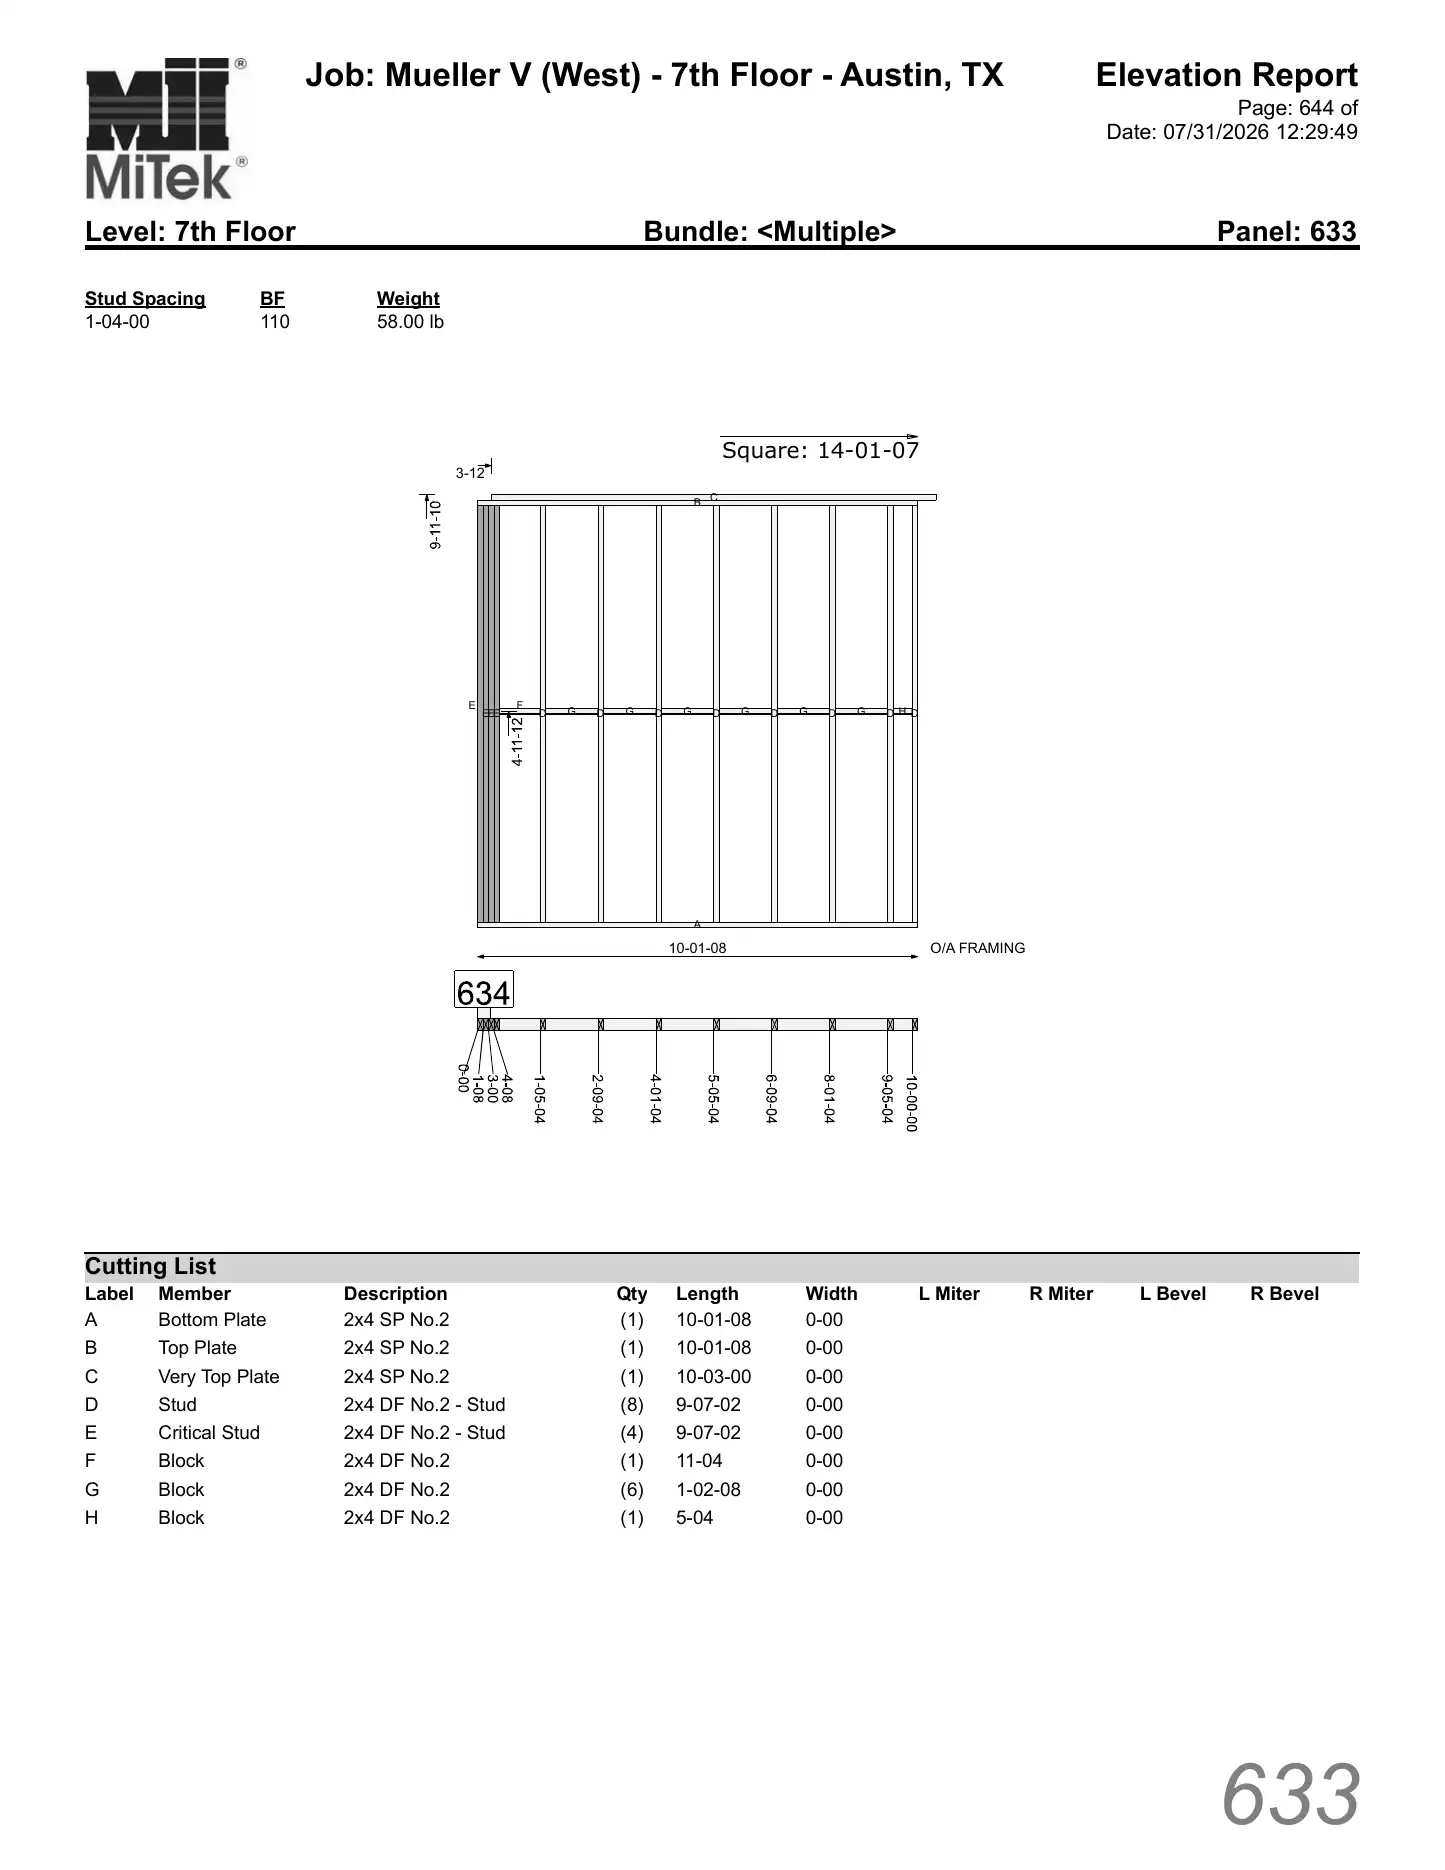 Job: Mueller V (West) - 7th Floor - Austin, TX
Elevation Report
Page: 644 of
Date: 07/31/2026 12:29:49
MiTek®
Level: 7th Floor Bundle: <Multiple> Panel: 633
Stud Spacing BF Weight
1-04-00 110 58.00 lb
Square: 14-01-07
3-12
C
B
9-11-10
E F G G G G G G H
D D D D D D D D
4-11-12
A
10-01-08 O/A FRAMING
634
0-00 1-08 3-00 4-08 1-05-04 2-09-04 4-01-04 5-05-04 6-09-04 8-01-04 9-05-04 10-00-00
Cutting List
Label Member Description Qty Length Width L Miter R Miter L Bevel R Bevel
A Bottom Plate 2x4 SP No.2 (1) 10-01-08 0-00
B Top Plate 2x4 SP No.2 (1) 10-01-08 0-00
C Very Top Plate 2x4 SP No.2 (1) 10-03-00 0-00
D Stud 2x4 DF No.2 - Stud (8) 9-07-02 0-00
E Critical Stud 2x4 DF No.2 - Stud (4) 9-07-02 0-00
F Block 2x4 DF No.2 (1) 11-04 0-00
G Block 2x4 DF No.2 (6) 1-02-08 0-00
H Block 2x4 DF No.2 (1) 5-04 0-00
633